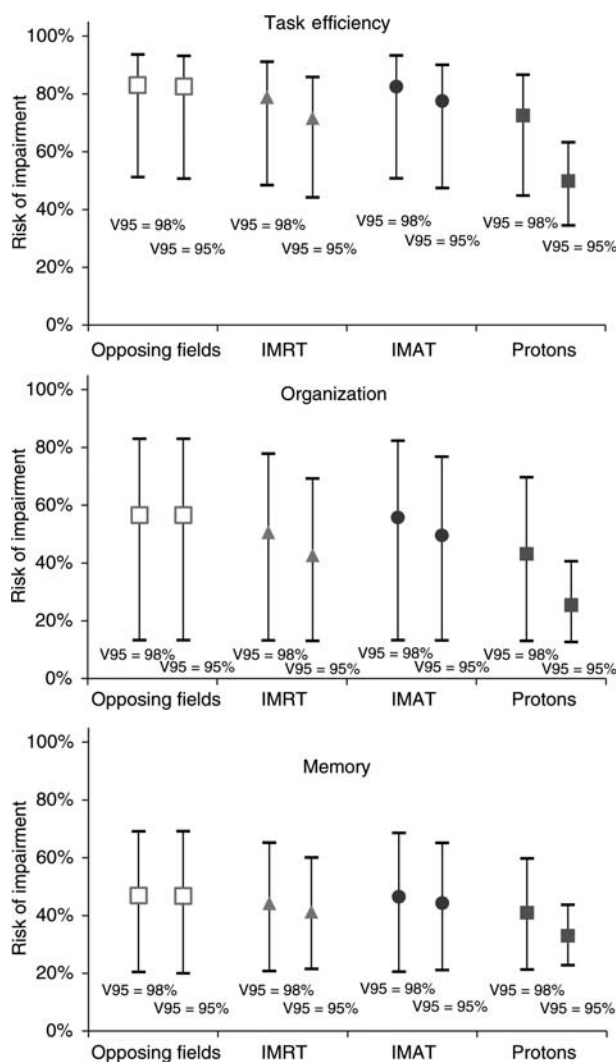 Task efficiency
100%
80%
60%
40%
20%
0%
Risk of impairment
V95 = 98%
V95 = 95%
V95 = 98%
V95 = 95%
V95 = 98%
V95 = 95%
V95 = 98%
V95 = 95%
Opposing fields IMRT IMAT Protons
Organization
100%
80%
60%
40%
20%
0%
Risk of impairment
V95 = 98%
V95 = 95%
V95 = 98%
V95 = 95%
V95 = 98%
V95 = 95%
V95 = 98%
V95 = 95%
Opposing fields IMRT IMAT Protons
Memory
100%
80%
60%
40%
20%
0%
Risk of impairment
V95 = 98%
V95 = 95%
V95 = 98%
V95 = 95%
V95 = 98%
V95 = 95%
V95 = 98%
V95 = 95%
Opposing fields IMRT IMAT Protons